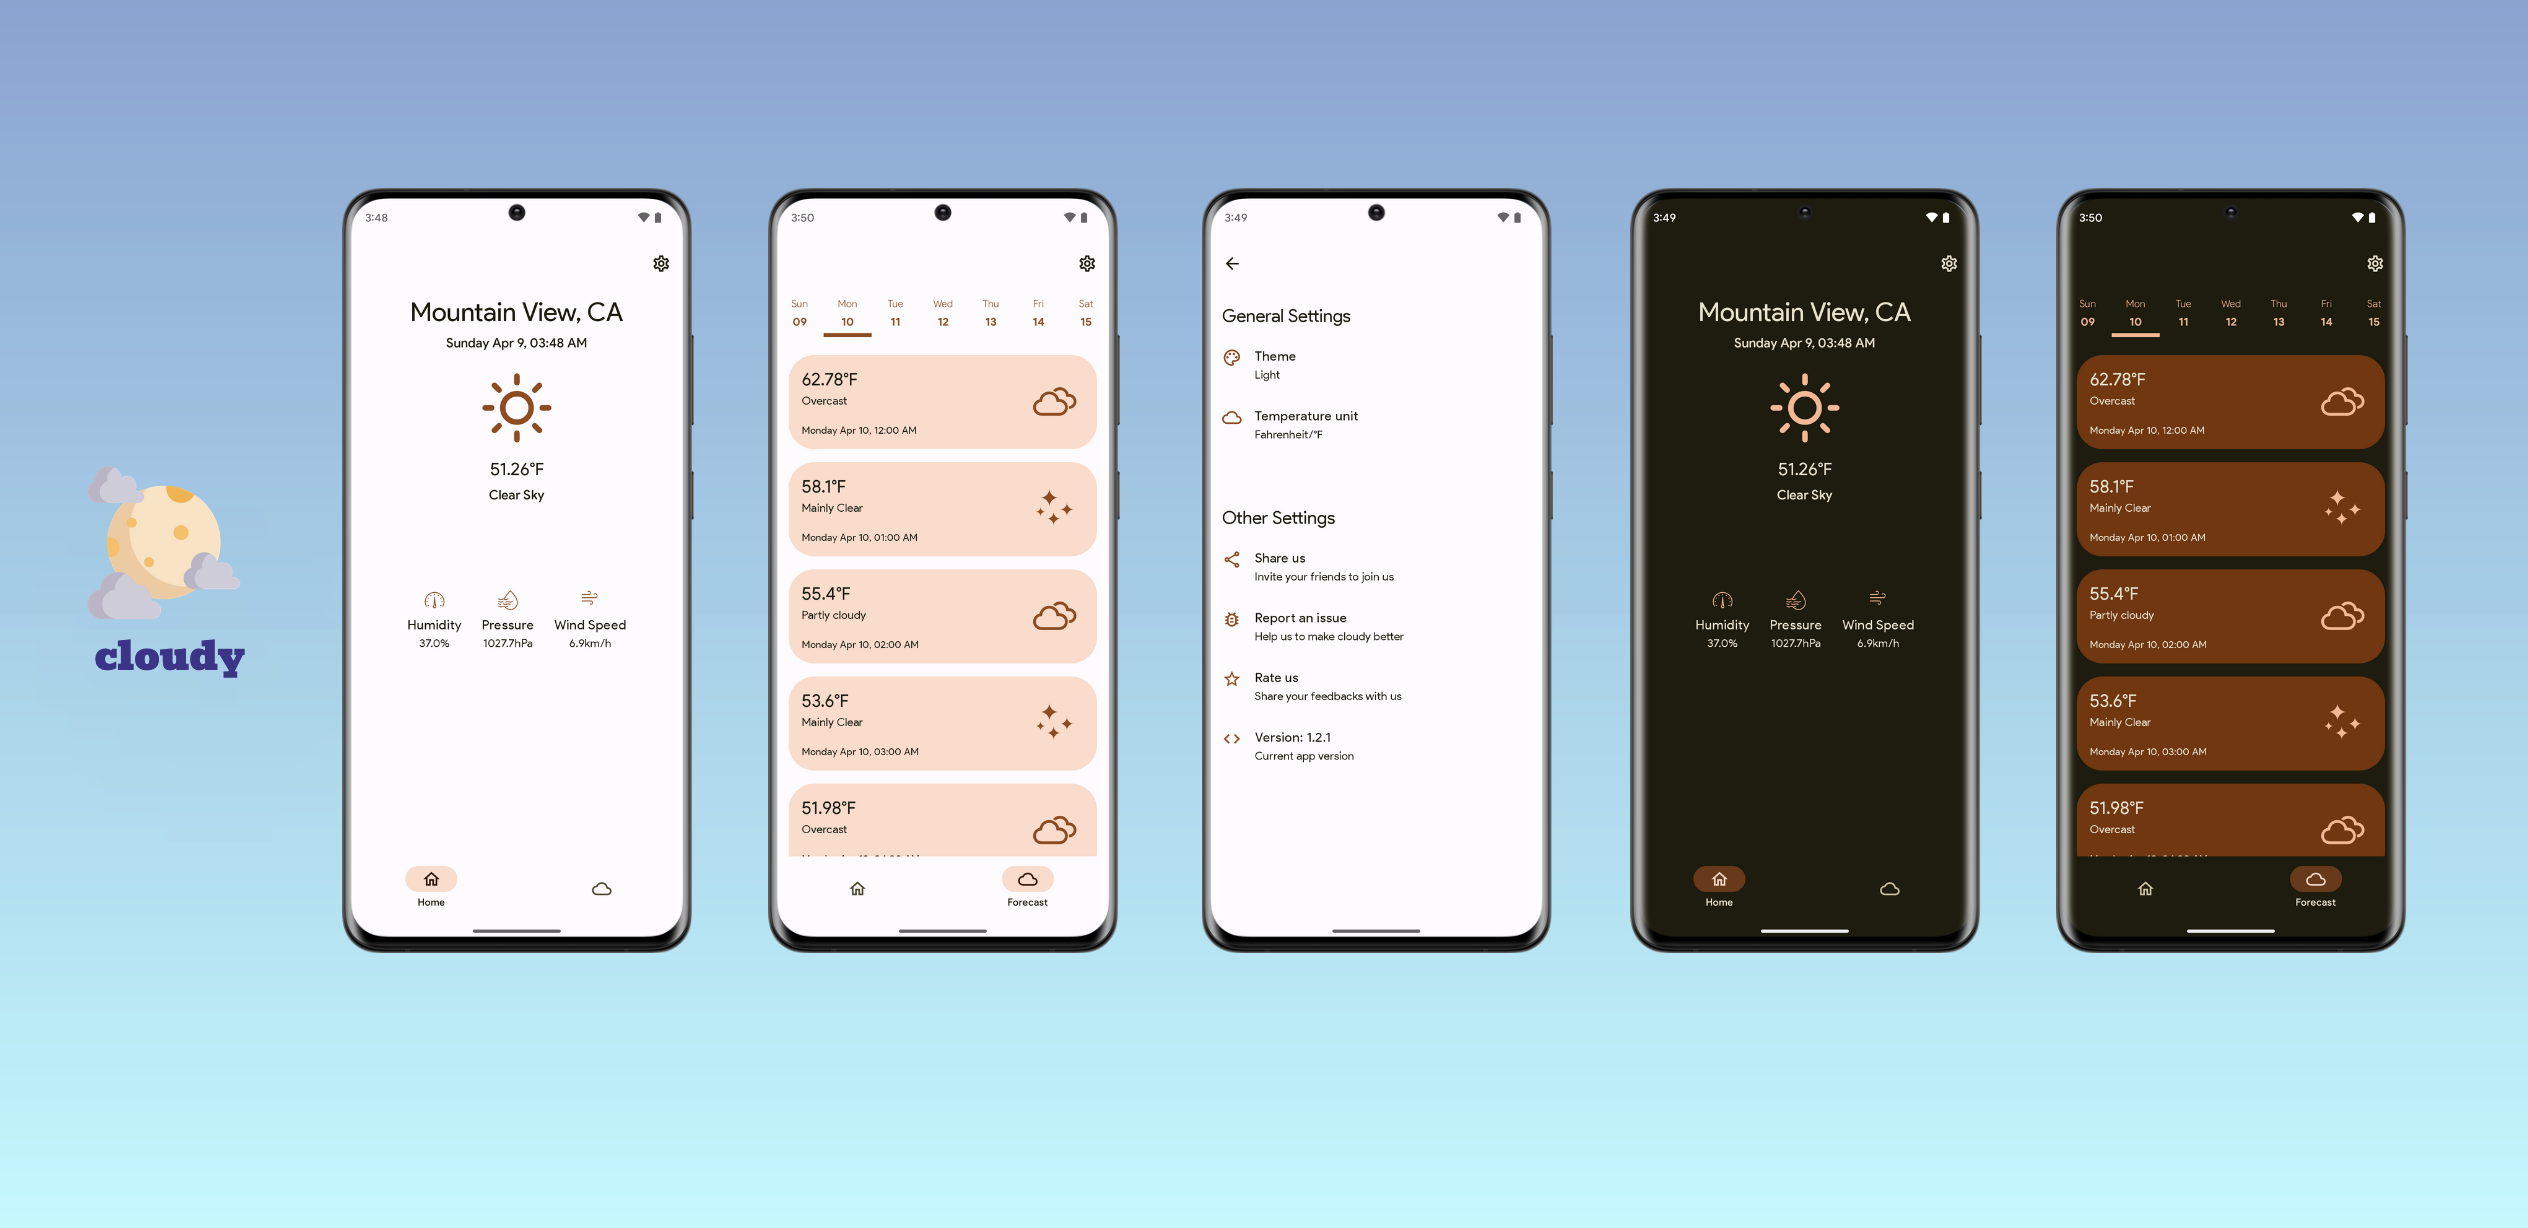 cloudy
3:48
Mountain View, CA
Sunday Apr 9, 03:48 AM
51.26°F
Clear Sky
Humidity Pressure Wind Speed
37.0% 1027.7hPa 6.9km/h
Home
3:50
Sun Mon Tue Wed Thu Fri Sat
09 10 11 12 13 14 15
62.78°F
Overcast
Monday Apr 10, 12:00 AM
58.1°F
Mainly Clear
Monday Apr 10, 01:00 AM
55.4°F
Partly cloudy
Monday Apr 10, 02:00 AM
53.6°F
Mainly Clear
Monday Apr 10, 03:00 AM
51.98°F
Overcast
Forecast
3:49
General Settings
Theme
Light
Temperature unit
Fahrenheit/°F
Other Settings
Share us
Invite your friends to join us
Report an issue
Help us to make cloudy better
Rate us
Share your feedbacks with us
Version: 1.2.1
Current app version
3:49
Mountain View, CA
Sunday Apr 9, 03:48 AM
51.26°F
Clear Sky
Humidity Pressure Wind Speed
37.0% 1027.7hPa 6.9km/h
Home
3:50
Sun Mon Tue Wed Thu Fri Sat
09 10 11 12 13 14 15
62.78°F
Overcast
Monday Apr 10, 12:00 AM
58.1°F
Mainly Clear
Monday Apr 10, 01:00 AM
55.4°F
Partly cloudy
Monday Apr 10, 02:00 AM
53.6°F
Mainly Clear
Monday Apr 10, 03:00 AM
51.98°F
Overcast
Forecast